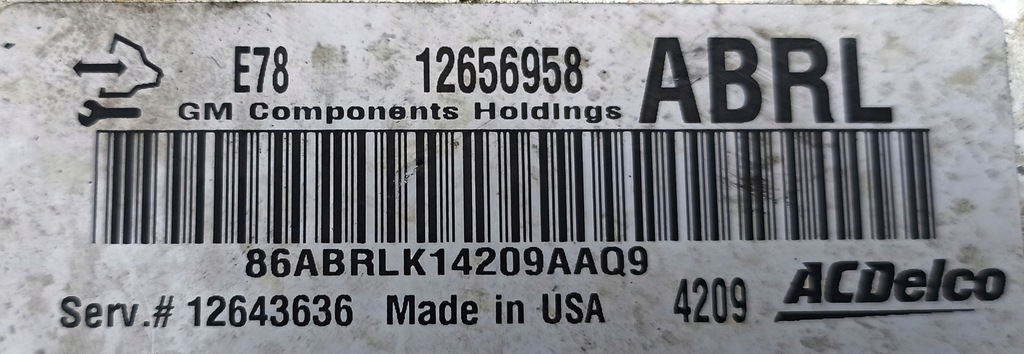 E78 12656958 ABRL
GM Components Holdings
86ABRLK14209AAQ9
Serv.# 12643636 Made in USA 4209 ACDelco